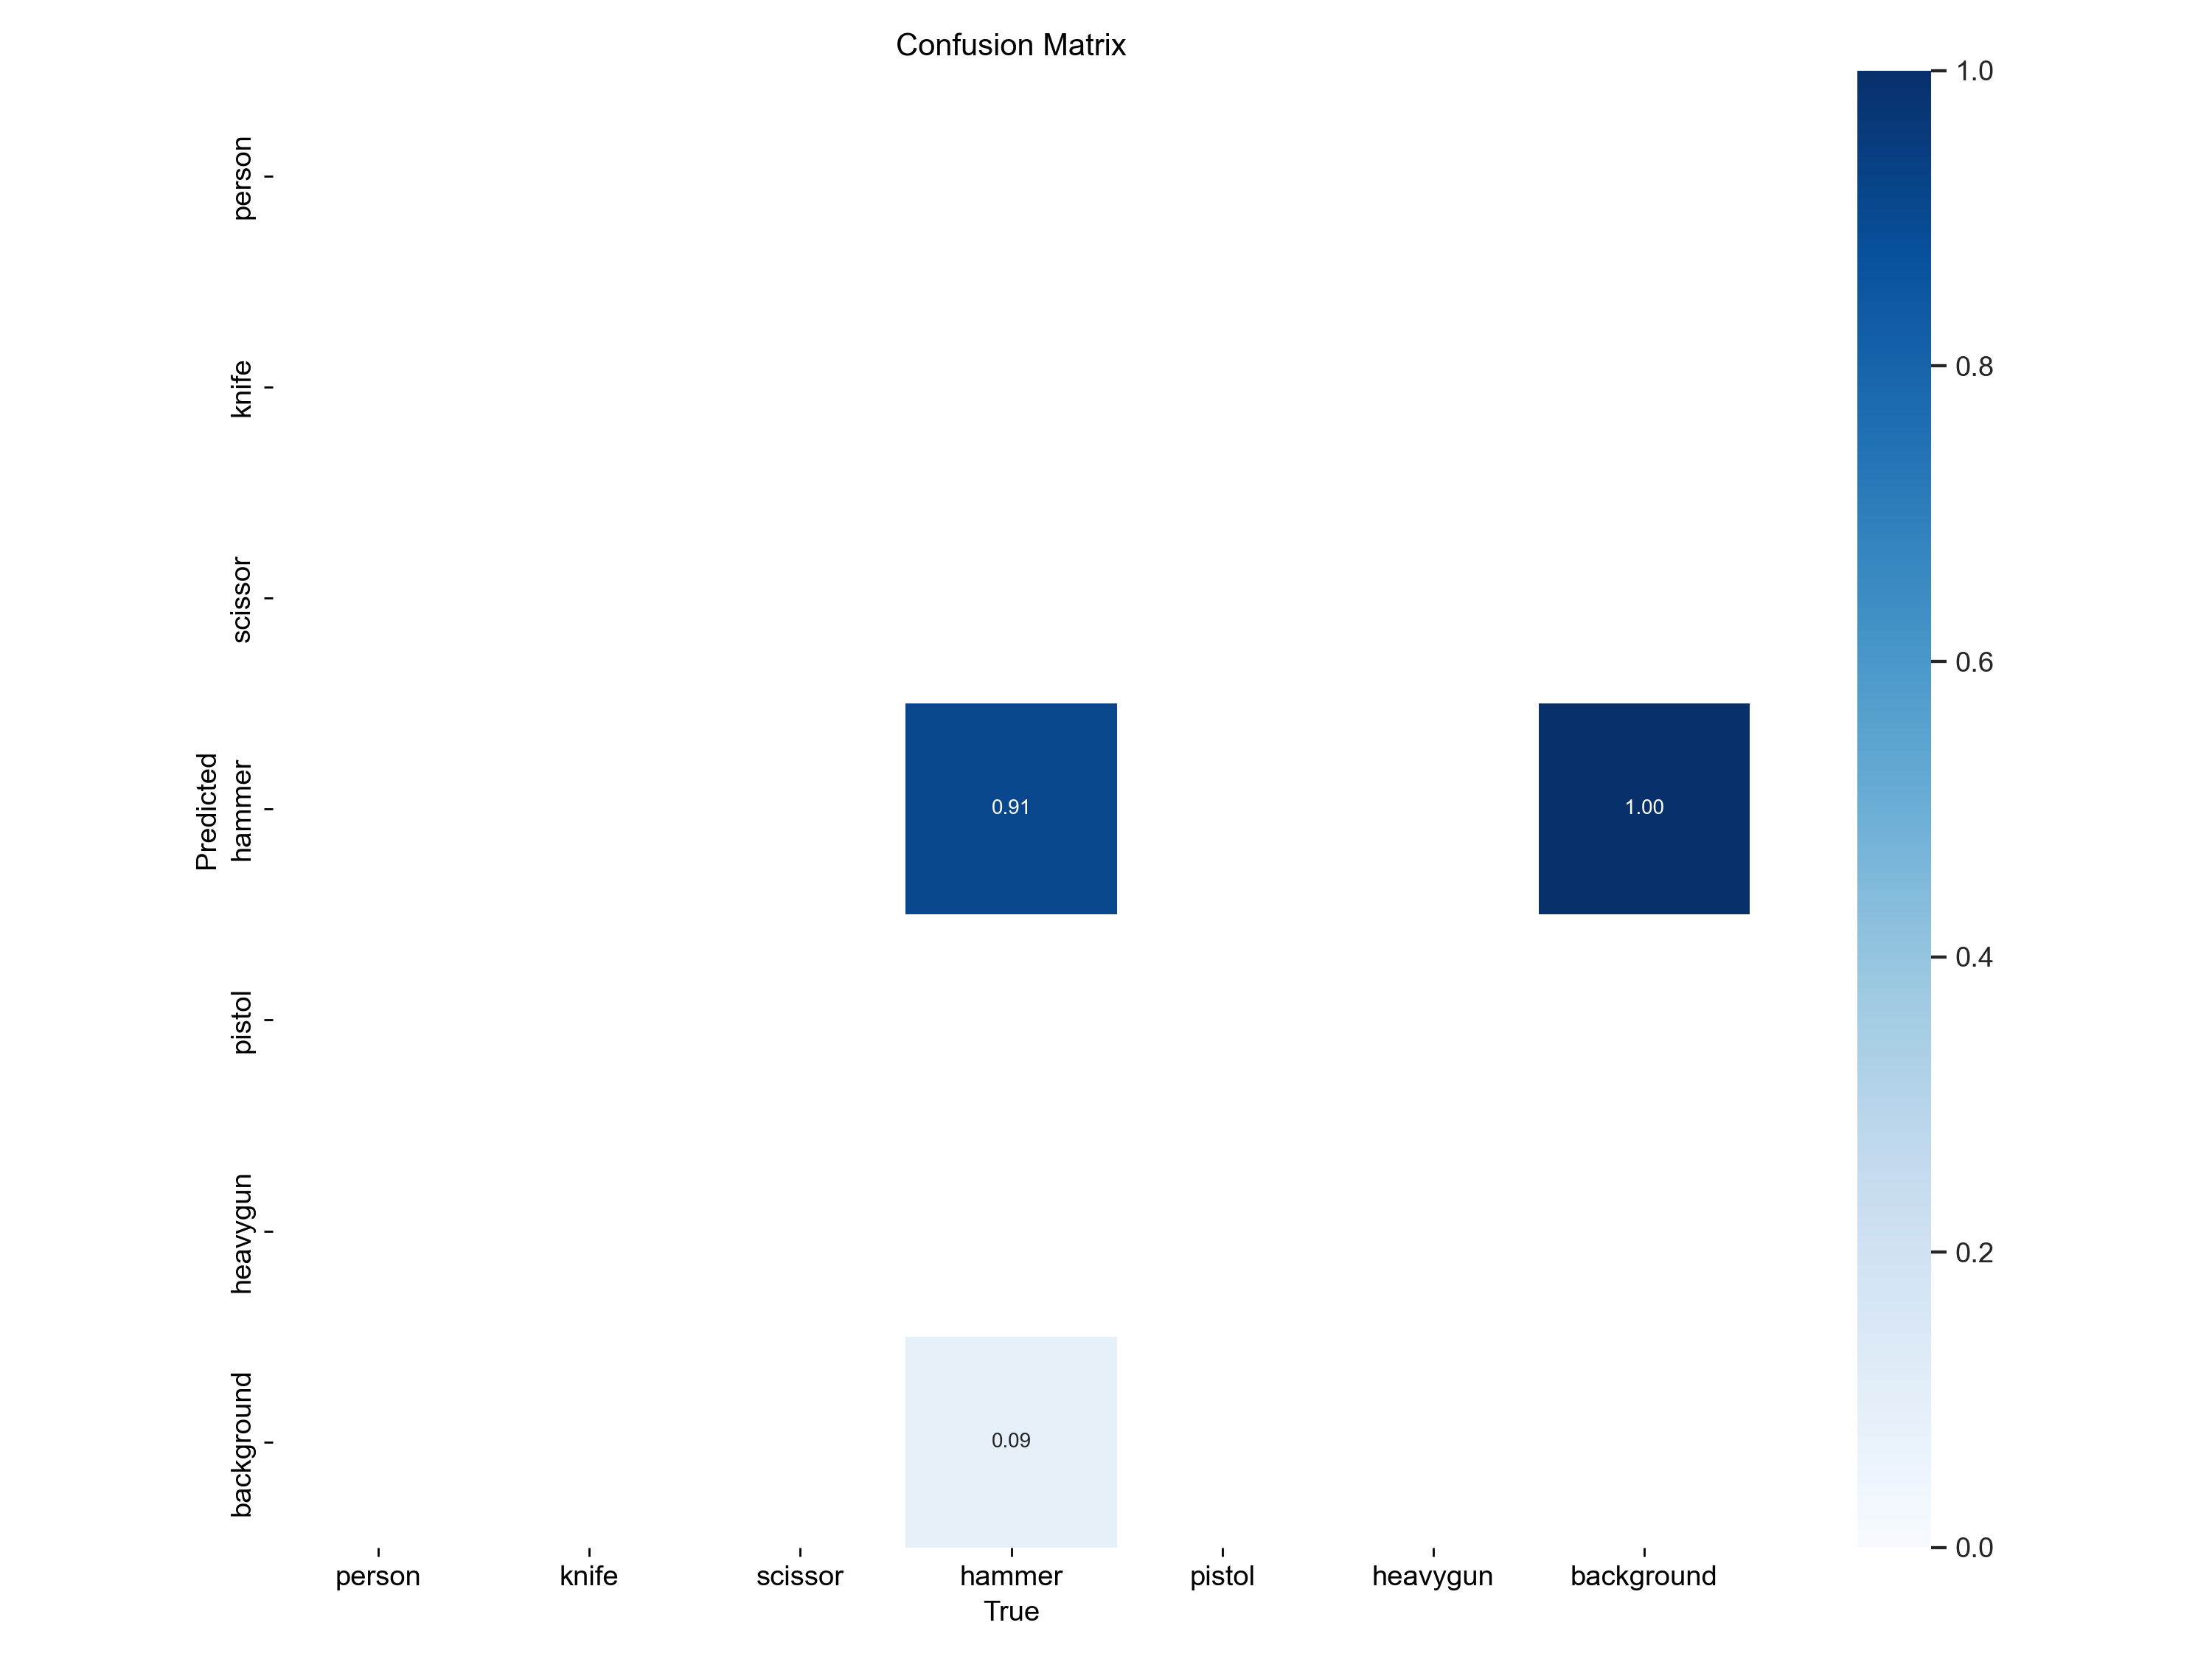 Confusion Matrix
person
knife
scissor
hammer
pistol
heavygun
background
Predicted
0.91
1.00
0.09
person
knife
scissor
hammer
pistol
heavygun
background
True
1.0
0.8
0.6
0.4
0.2
0.0